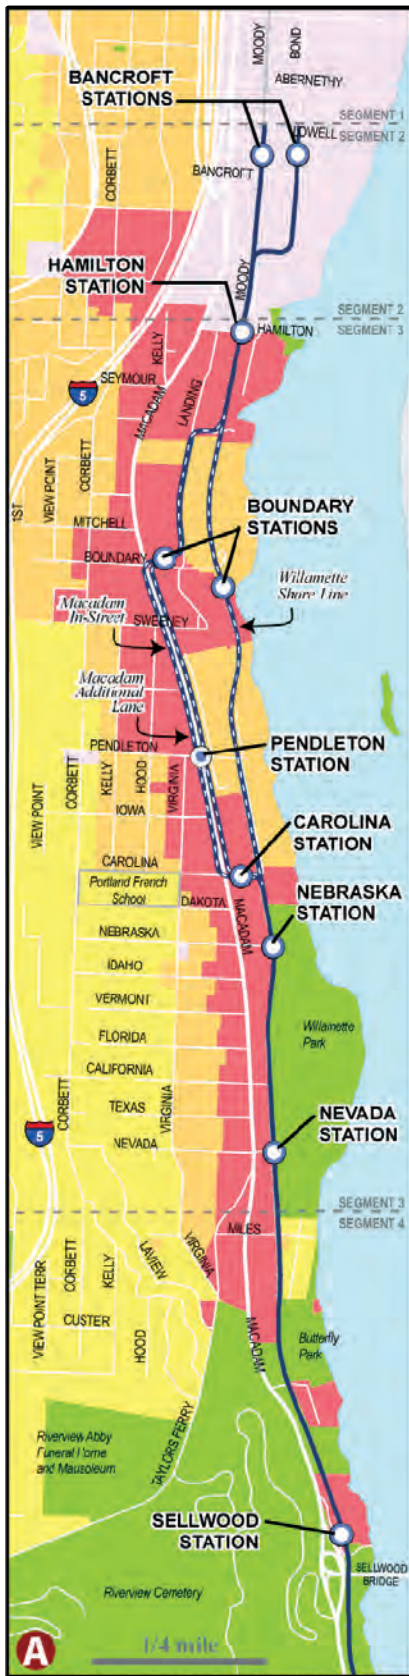 MOODY
BOND
BANCROFT
STATIONS
ABERNETHY
SEGMENT 1
LOWELL
SEGMENT 2
CORBETT
BANCROFT
HAMILTON
STATION
MOODY
SEGMENT 2
HAMILTON
SEGMENT 3
KELLY
SEYMOUR
5
MACADAM
LANDING
1ST
VIEW POINT
CORBETT
BOUNDARY
STATIONS
MITCHELL
BOUNDARY
Macadam
In-Street
Willamette
Shore Line
SWEENEY
Macadam
Additional
Lane
PENDLETON
PENDLETON
STATION
VIEW POINT
CORBETT
KELLY
HOOD
VIRGINIA
IOWA
CAROLINA
STATION
CAROLINA
Portland French
School
DAKOTA
MACADAM
NEBRASKA
STATION
NEBRASKA
IDAHO
VERMONT
Willamette
Park
FLORIDA
CALIFORNIA
CORBETT
TEXAS
VIRGINIA
NEVADA
STATION
5
NEVADA
SEGMENT 3
SEGMENT 4
MILES
VIEW POINT TERR
CORBETT
KELLY
LAVIEW
VIRGINIA
CUSTER
HOOD
MACADAM
Butterfly
Park
Riverview Abby
Funeral Home
and Mausoleum
TAYLORS FERRY
SELLWOOD
STATION
SELLWOOD
BRIDGE
Riverview Cemetery
A
1/4 mile